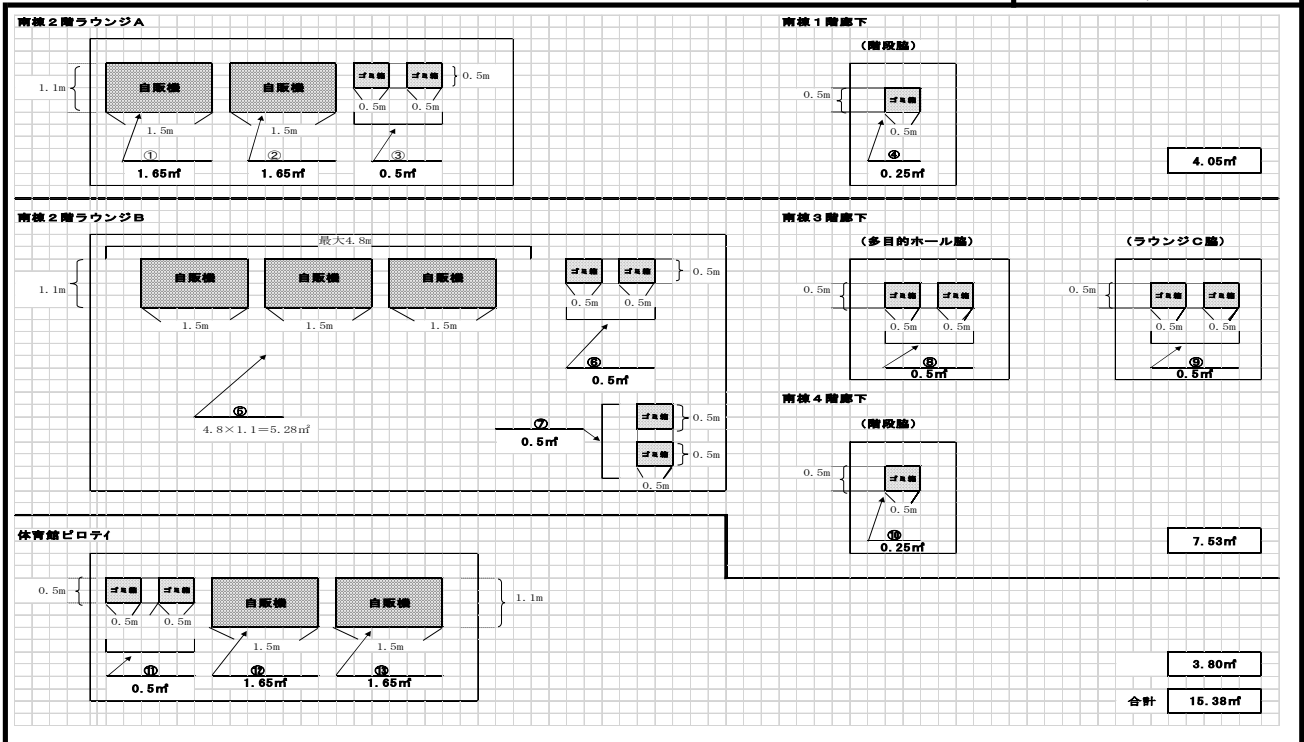 南棟２階ラウンジＡ
1.1m
自販機
自販機
ゴミ箱
ゴミ箱
0.5m
1.5m
1.5m
0.5m
0.5m
①
②
③
1.65㎡
1.65㎡
0.5㎡
南棟１階廊下
（階段脇）
0.5m
ゴミ箱
0.5m
④
0.25㎡
4.05㎡
南棟２階ラウンジＢ
最大4.8m
1.1m
自販機
自販機
自販機
ゴミ箱
ゴミ箱
0.5m
1.5m
1.5m
1.5m
0.5m
0.5m
⑥
0.5㎡
⑤
4.8×1.1＝5.28㎡
⑦
0.5㎡
ゴミ箱
0.5m
ゴミ箱
0.5m
0.5m
南棟３階廊下
（多目的ホール脇）
（ラウンジＣ脇）
0.5m
ゴミ箱
ゴミ箱
0.5m
ゴミ箱
ゴミ箱
0.5m
0.5m
0.5m
0.5m
⑧
⑨
0.5㎡
0.5㎡
南棟４階廊下
（階段脇）
0.5m
ゴミ箱
0.5m
⑩
0.25㎡
7.53㎡
体育館ピロティ
0.5m
ゴミ箱
ゴミ箱
自販機
自販機
1.1m
0.5m
0.5m
1.5m
1.5m
⑪
⑫
⑬
0.5㎡
1.65㎡
1.65㎡
3.80㎡
合計
15.38㎡